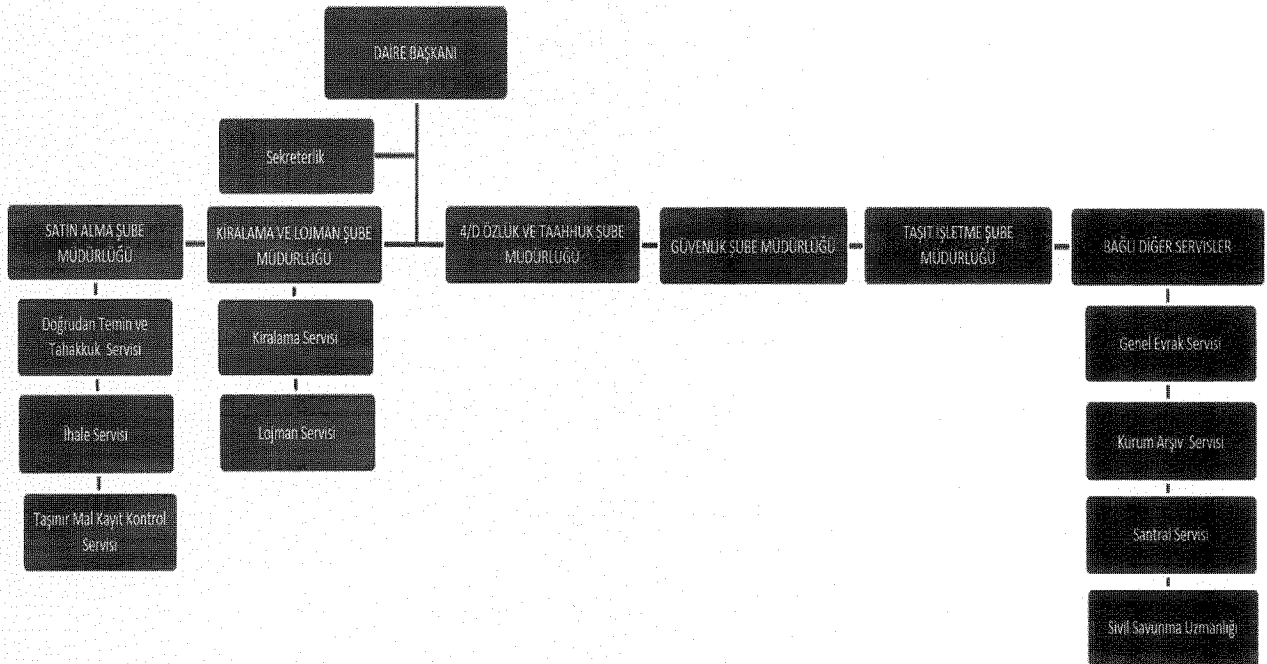 DAİRE BAŞKANI
Sekreterlik
SATIN ALMA ŞUBE
MÜDÜRLÜĞÜ
KİRALAMA VE LOJMAN ŞUBE
MÜDÜRLÜĞÜ
4/D ÖZLÜK VE TAAHHUK ŞUBE
MÜDÜRLÜĞÜ
GÜVENLİK ŞUBE MÜDÜRLÜĞÜ
TAŞIT İŞLETME ŞUBE
MÜDÜRLÜĞÜ
BAĞLI DİĞER SERVİSLER
Doğrudan Temin ve
Tahakkuk Servisi
İhale Servisi
Taşınır Mal Kayıt Kontrol
Servisi
Kiralama Servisi
Lojman Servisi
Genel Evrak Servisi
Kurum Arşiv Servisi
Santral Servisi
Sivil Savunma Uzmanlığı